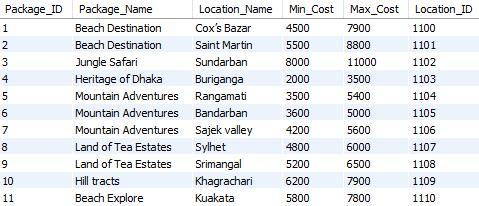 Package_ID Package_Name Location_Name Min_Cost Max_Cost Location_ID
1 Beach Destination Cox's Bazar 4500 7900 1100
2 Beach Destination Saint Martin 5500 8800 1101
3 Jungle Safari Sundarban 8000 11000 1102
4 Heritage of Dhaka Buriganga 2000 3500 1103
5 Mountain Adventures Rangamati 3500 5400 1104
6 Mountain Adventures Bandarban 3600 5000 1105
7 Mountain Adventures Sajek valley 4200 5600 1106
8 Land of Tea Estates Sylhet 4800 6000 1107
9 Land of Tea Estates Srimangal 5200 6500 1108
10 Hill tracts Khagrachari 6200 7900 1109
11 Beach Explore Kuakata 5800 7800 1110